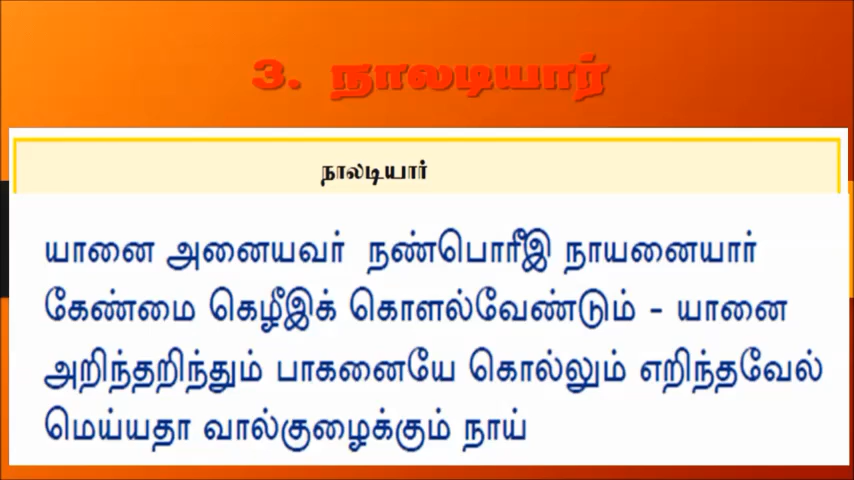 3. நாலடியார்
நாலடியார்
யானை அனையவர் நண்பொரீஇ நாயனையார்
கேண்மை கெழீஇக் கொளல்வேண்டும் - யானை
அறிந்தறிந்தும் பாகனையே கொல்லும் எறிந்தவேல்
மெய்யதா வால்குழைக்கும் நாய்